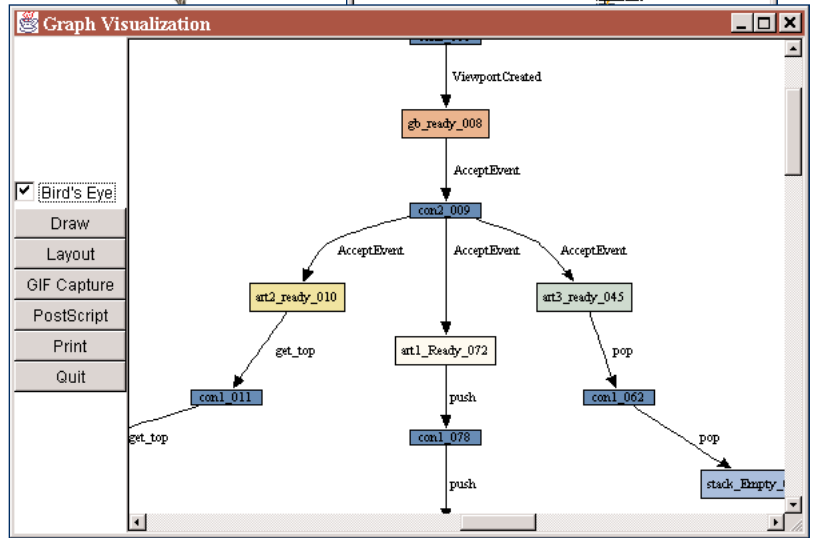 Graph Visualization
ViewportCreated
gb_ready_008
AcceptEvent
Bird's Eye
con2_009
Draw
Layout
AcceptEvent AcceptEvent AcceptEvent
GIF Capture
art2_ready_010 art3_ready_045
PostScript
Print
get_top art1_Ready_072 pop
Quit
con1_011 push con1_062
get_top con1_078 pop
push stack_Empty_